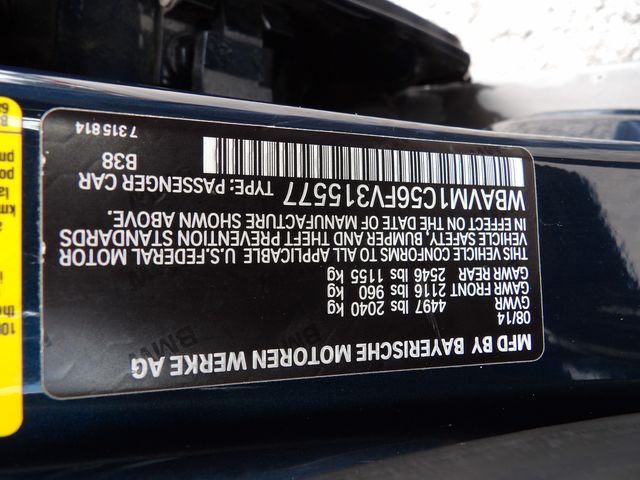 MFD BY BAYERISCHE MOTOREN WERKE AG
08/14
GVWR
4497 lbs 2040 kg
GAWR FRONT 2116 lbs 960 kg
GAWR REAR 2546 lbs 1155 kg
THIS VEHICLE CONFORMS TO ALL APPLICABLE U.S.FEDERAL MOTOR
VEHICLE SAFETY, BUMPER AND THEFT PREVENTION STANDARDS
IN EFFECT ON THE DATE OF MANUFACTURE SHOWN ABOVE.
WBAVM1C56FV315577 TYPE: PASSENGER CAR
B38
7315814